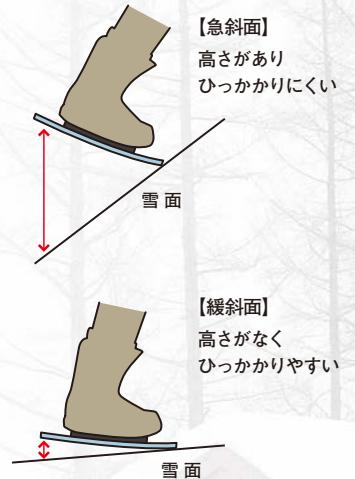 【急斜面】
高さがあり
ひっかかりにくい
雪面
【緩斜面】
高さがなく
ひっかかりやすい
雪面